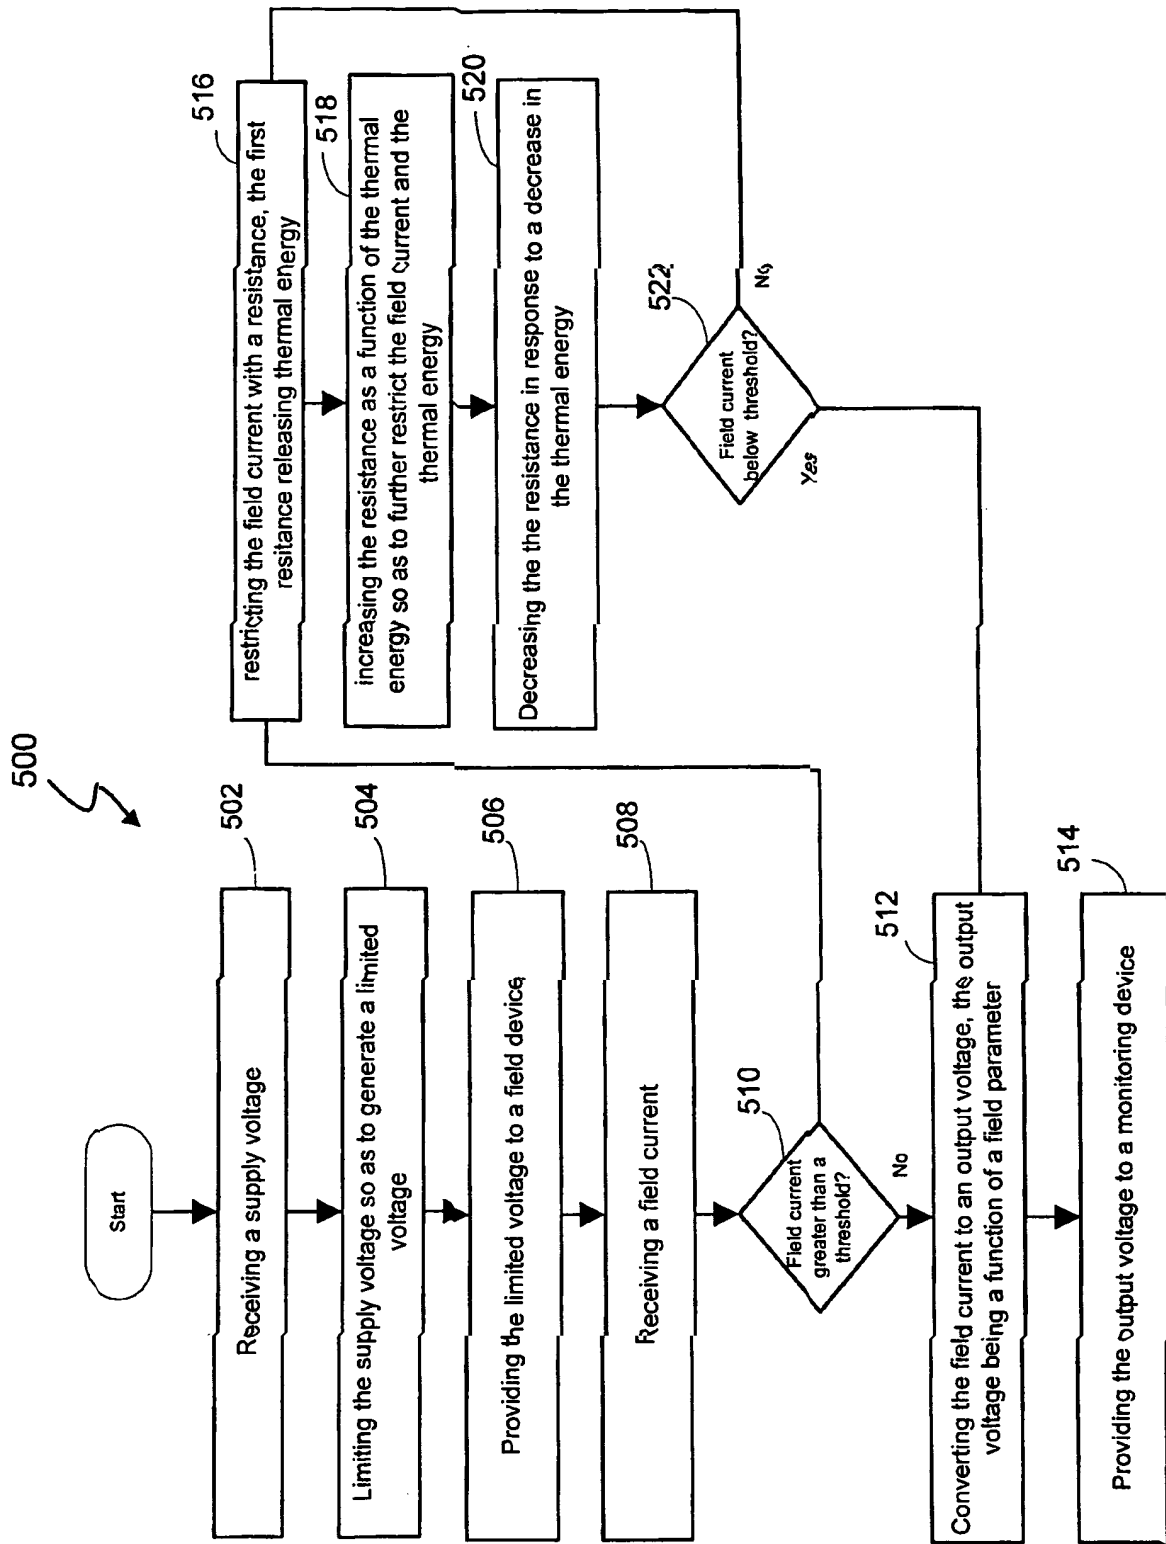 500
Start
502
Receiving a supply voltage
504
Limiting the supply voltage so as to generate a limited
voltage
506
Providing the limited voltage to a field device
508
Receiving a field current
510
Field current
greater than a
threshold?
No
512
Converting the field current to an output voltage, the output
voltage being a function of a field parameter
514
Providing the output voltage to a monitoring device
516
restricting the field current with a resistance, the first
resitance releasing thermal energy
518
increasing the resistance as a function of the thermal
energy so as to further restrict the field current and the
thermal energy
520
Decreasing the the resistance in response to a decrease in
the thermal energy
522
Field current
below threshold?
No
Yes